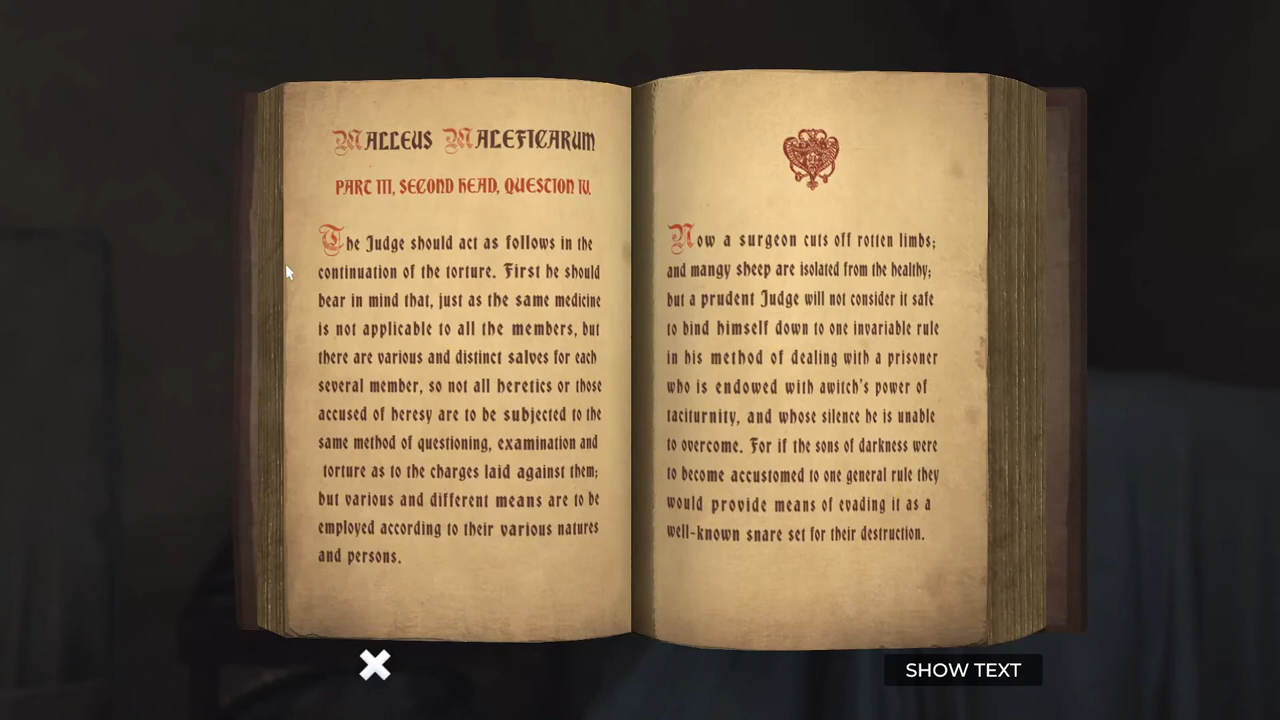 Malleus Maleficarum
Part III, Second Head, Question IV.
The Judge should act as follows in the
continuation of the torture. First he should
bear in mind that, just as the same medicine
is not applicable to all the members, but
there are various and distinct salves for each
several member, so not all heretics or those
accused of heresy are to be subjected to the
same method of questioning, examination and
torture as to the charges laid against them;
but various and different means are to be
employed according to their various natures
and persons.
Now a surgeon cuts off rotten limbs;
and mangy sheep are isolated from the healthy;
but a prudent Judge will not consider it safe
to bind himself down to one invariable rule
in his method of dealing with a prisoner
who is endowed with awitch's power of
taciturnity, and whose silence he is unable
to overcome. For if the sons of darkness were
to become accustomed to one general rule they
would provide means of evading it as a
well-known snare set for their destruction.
SHOW TEXT